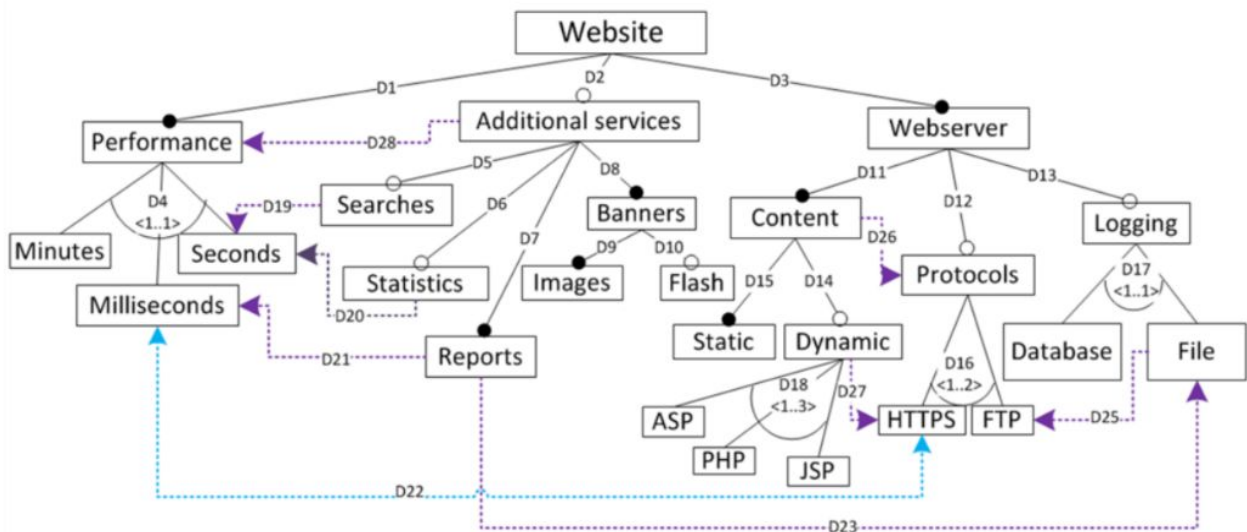 Website
D1
D2
D3
Performance
D28
Additional services
Webserver
D4
<1..1>
D5
D6
D7
D8
D11
D12
D13
D19
Searches
Banners
Content
Logging
Minutes
Seconds
D9
D10
D26
D20
Statistics
Images
Flash
D15
D14
Protocols
D17
<1..1>
Milliseconds
D21
Reports
Static
Dynamic
Database
File
D18
<1..3>
D27
D16
<1..2>
ASP
PHP
JSP
HTTPS
FTP
D25
D22
D23